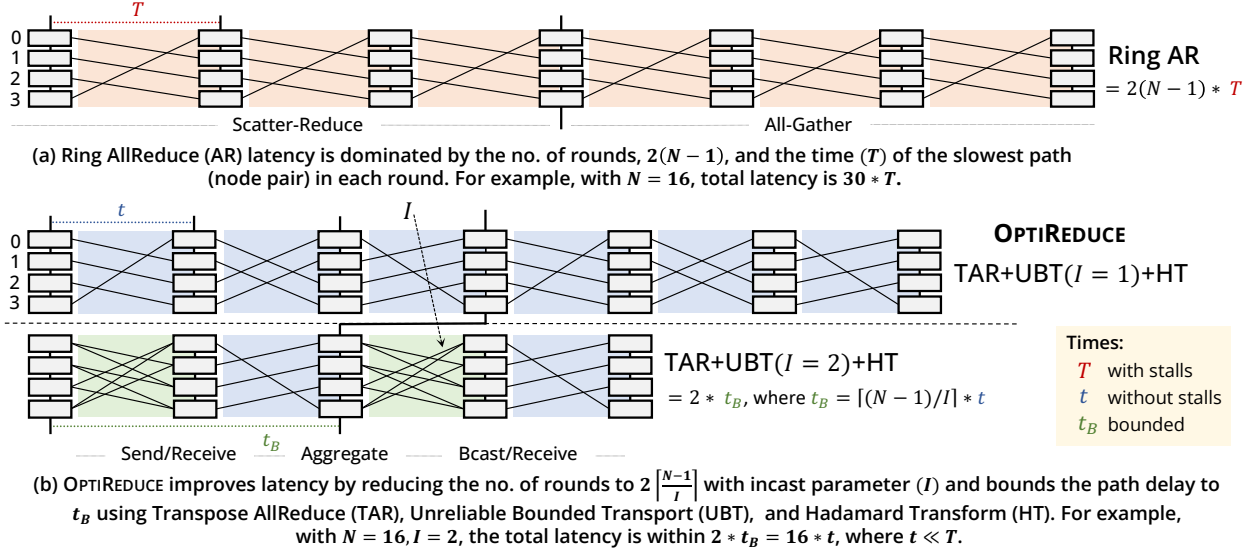 T
0
1
2
3
Ring AR
= 2(N − 1) * T
Scatter-Reduce
All-Gather
(a) Ring AllReduce (AR) latency is dominated by the no. of rounds, 2(N − 1), and the time (T) of the slowest path
(node pair) in each round. For example, with N = 16, total latency is 30 * T.
t
I
0
1
2
3
OPTIREDUCE
TAR+UBT(I = 1)+HT
TAR+UBT(I = 2)+HT
= 2 * t_B, where t_B = ⌈(N − 1)/I⌉ * t
Times:
T with stalls
t without stalls
t_B bounded
t_B
Send/Receive
Aggregate
Bcast/Receive
(b) OPTIREDUCE improves latency by reducing the no. of rounds to 2⌈(N−1)/I⌉ with incast parameter (I) and bounds the path delay to
t_B using Transpose AllReduce (TAR), Unreliable Bounded Transport (UBT), and Hadamard Transform (HT). For example,
with N = 16, I = 2, the total latency is within 2 * t_B = 16 * t, where t ≪ T.